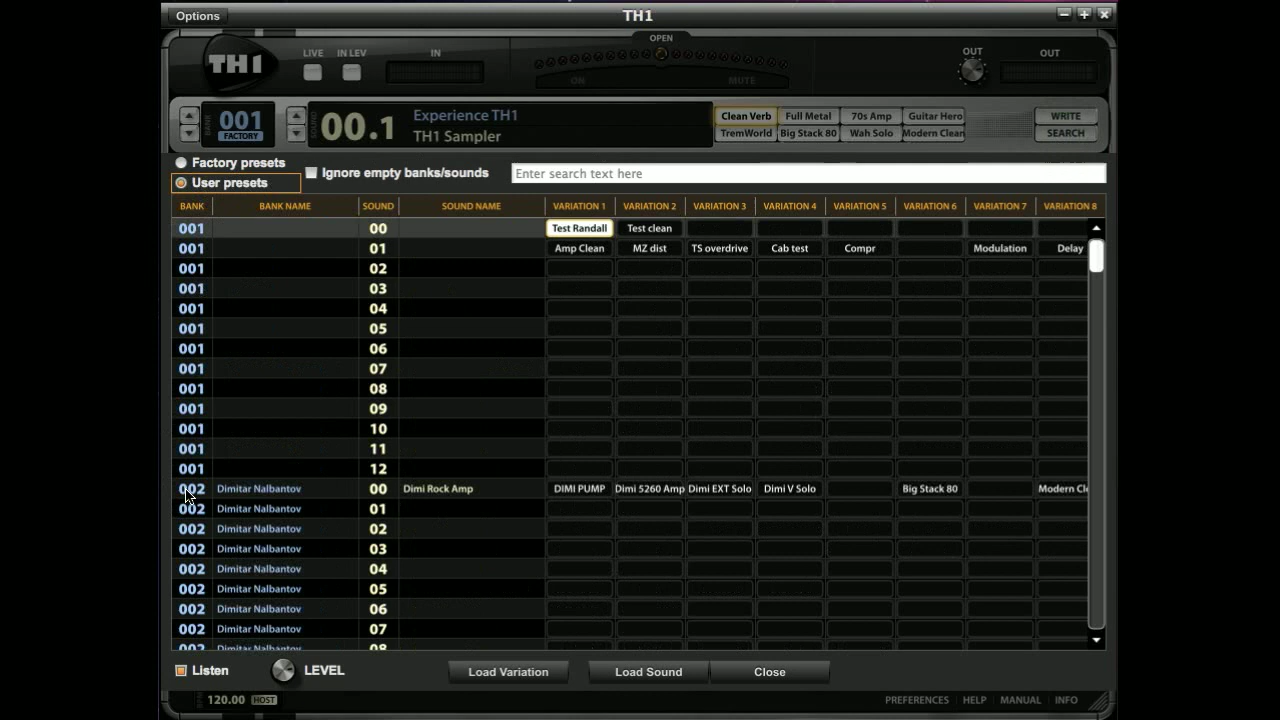 Options TH1
OPEN
LIVE IN LEV IN OUT OUT
TH1
ON MUTE
BANK 001 FACTORY SOUND 00.1 Experience TH1 Clean Verb Full Metal 70s Amp Guitar Hero WRITE
TH1 Sampler TremWorld Big Stack 80 Wah Solo Modern Clean SEARCH
Factory presets
User presets Ignore empty banks/sounds Enter search text here
BANK BANK NAME SOUND SOUND NAME VARIATION 1 VARIATION 2 VARIATION 3 VARIATION 4 VARIATION 5 VARIATION 6 VARIATION 7 VARIATION 8
001 00 Test Randall Test clean
001 01 Amp Clean MZ dist TS overdrive Cab test Compr Modulation Delay
001 02
001 03
001 04
001 05
001 06
001 07
001 08
001 09
001 10
001 11
001 12
002 Dimitar Nalbantov 00 Dimi Rock Amp DIMI PUMP Dimi 5260 Amp Dimi EXT Solo Dimi V Solo Big Stack 80 Modern Cle
002 Dimitar Nalbantov 01
002 Dimitar Nalbantov 02
002 Dimitar Nalbantov 03
002 Dimitar Nalbantov 04
002 Dimitar Nalbantov 05
002 Dimitar Nalbantov 06
002 Dimitar Nalbantov 07
002 Dimitar Nalbantov 08
Listen LEVEL Load Variation Load Sound Close
120.00 HOST PREFERENCES HELP MANUAL INFO